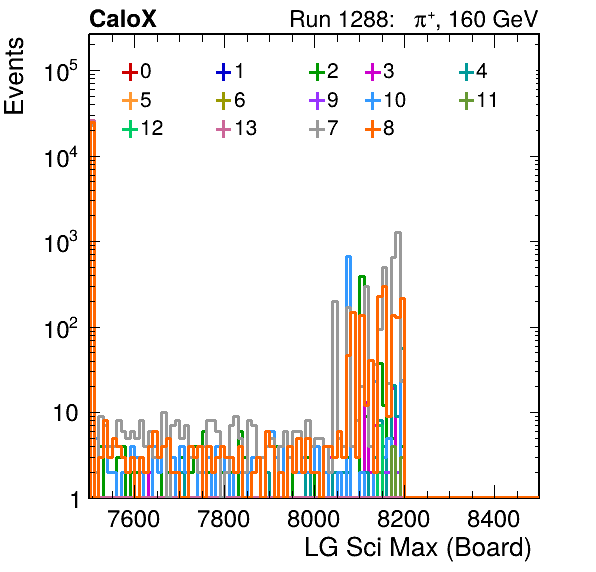 CaloX Run 1288: π⁺, 160 GeV
Events
0 1 2 3 4
5 6 9 10 11
12 13 7 8
10⁵
10⁴
10³
10²
10
1
7600 7800 8000 8200 8400
LG Sci Max (Board)